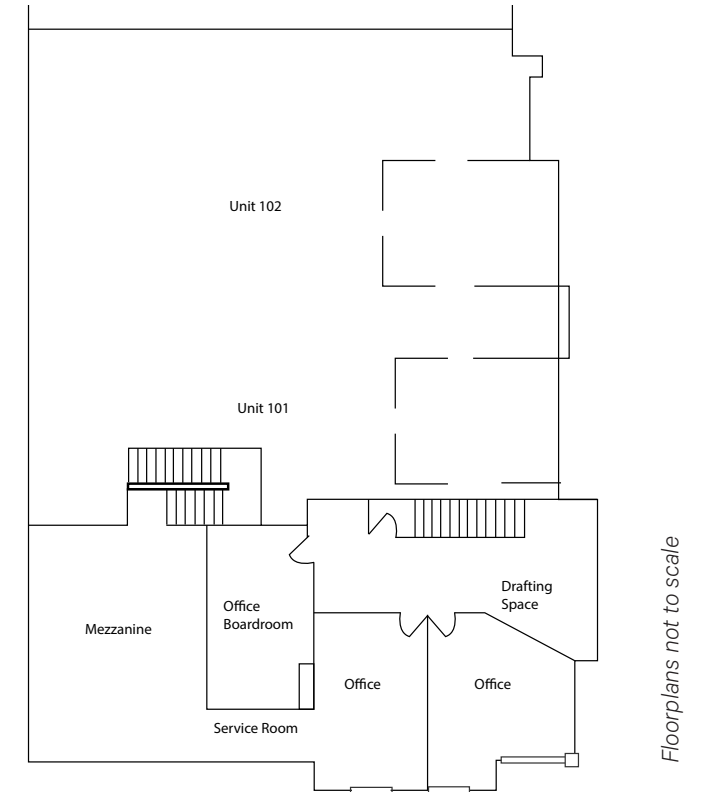 Unit 102
Unit 101
Drafting
Space
Office
Boardroom
Mezzanine
Office
Office
Service Room
Floorplans not to scale